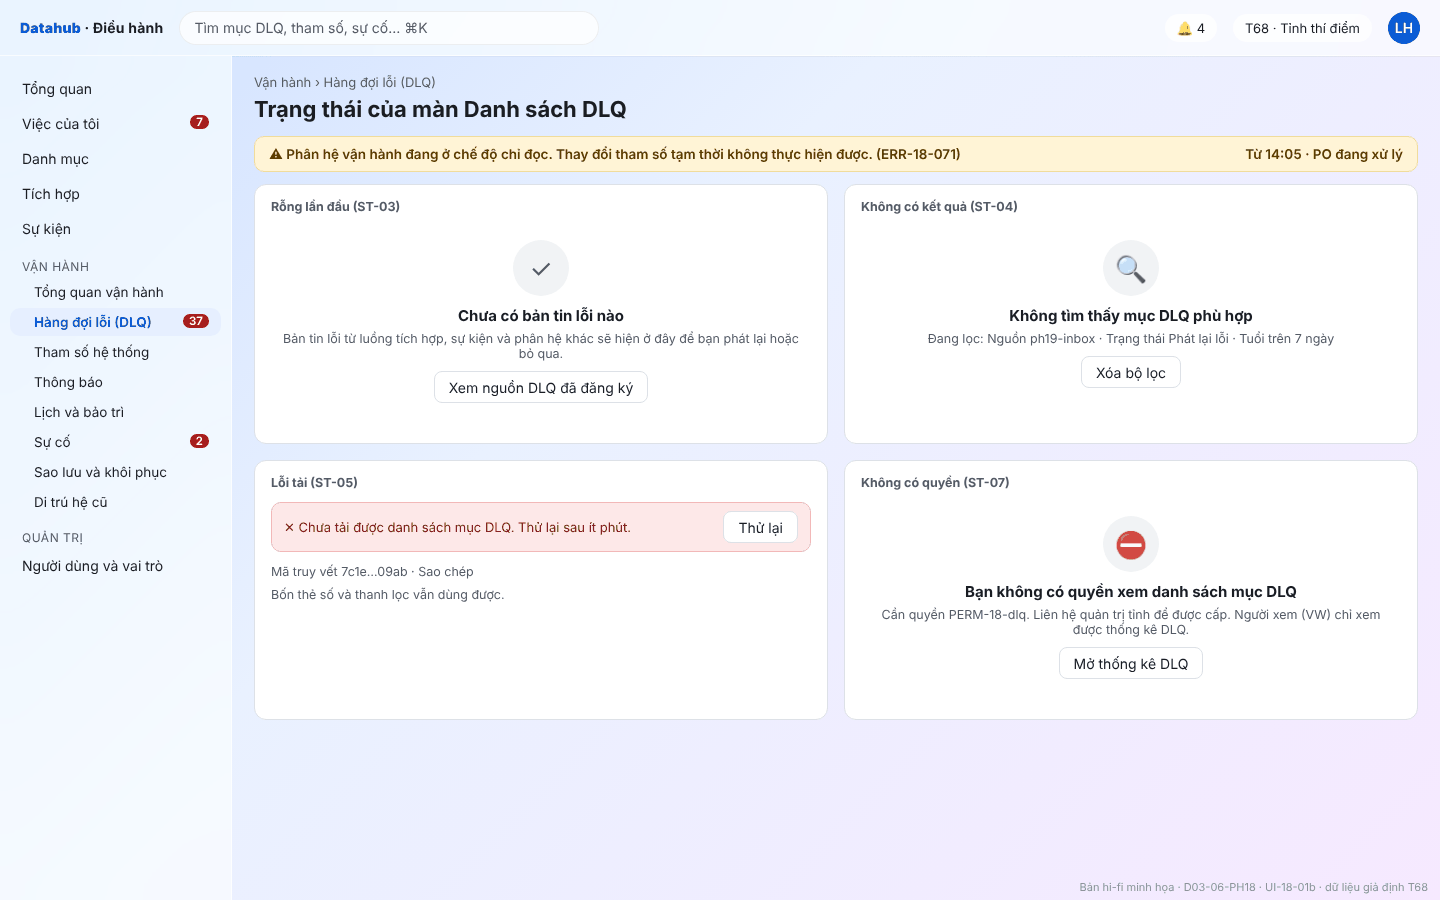 Datahub · Điều hành
Tìm mục DLQ, tham số, sự cố... ⌘K
4
T68 · Tỉnh thí điểm
LH
Tổng quan
Việc của tôi 7
Danh mục
Tích hợp
Sự kiện
VẬN HÀNH
Tổng quan vận hành
Hàng đợi lỗi (DLQ) 37
Tham số hệ thống
Thông báo
Lịch và bảo trì
Sự cố 2
Sao lưu và khôi phục
Di trú hệ cũ
QUẢN TRỊ
Người dùng và vai trò
Vận hành › Hàng đợi lỗi (DLQ)
Trạng thái của màn Danh sách DLQ
⚠ Phân hệ vận hành đang ở chế độ chỉ đọc. Thay đổi tham số tạm thời không thực hiện được. (ERR-18-071) Từ 14:05 · PO đang xử lý
Rỗng lần đầu (ST-03)
Chưa có bản tin lỗi nào
Bản tin lỗi từ luồng tích hợp, sự kiện và phân hệ khác sẽ hiện ở đây để bạn phát lại hoặc
bỏ qua.
Xem nguồn DLQ đã đăng ký
Không có kết quả (ST-04)
Không tìm thấy mục DLQ phù hợp
Đang lọc: Nguồn ph19-inbox · Trạng thái Phát lại lỗi · Tuổi trên 7 ngày
Xóa bộ lọc
Lỗi tải (ST-05)
✕ Chưa tải được danh sách mục DLQ. Thử lại sau ít phút.
Thử lại
Mã truy vết 7c1e...09ab · Sao chép
Bốn thẻ số và thanh lọc vẫn dùng được.
Không có quyền (ST-07)
Bạn không có quyền xem danh sách mục DLQ
Cần quyền PERM-18-dlq. Liên hệ quản trị tỉnh để được cấp. Người xem (VW) chỉ xem
được thống kê DLQ.
Mở thống kê DLQ
Bản hi-fi minh họa · D03-06-PH18 · UI-18-01b · dữ liệu giả định T68